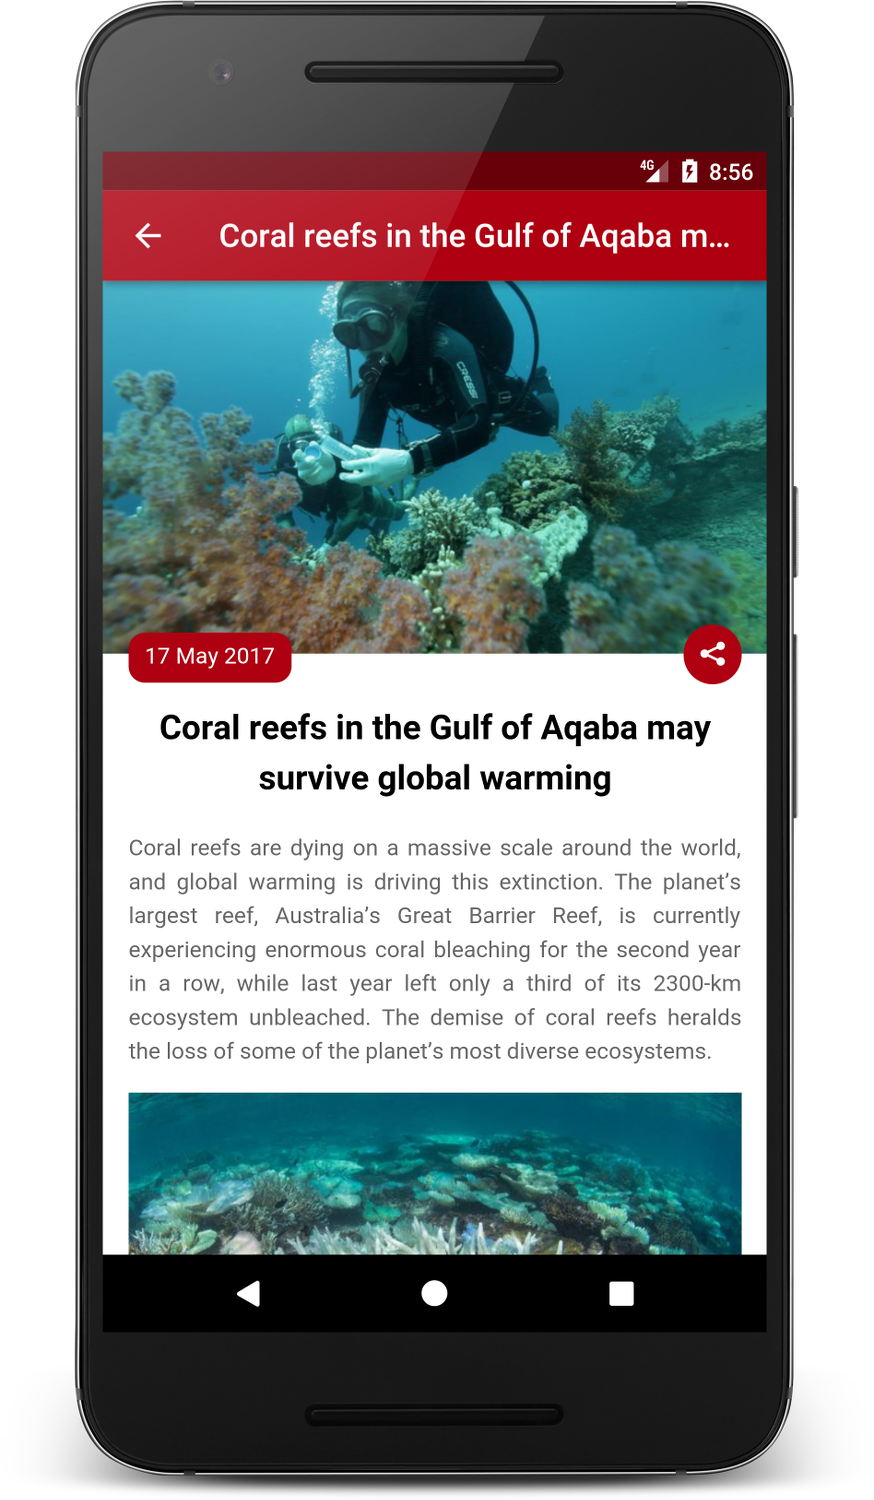 4G 8:56
Coral reefs in the Gulf of Aqaba m...
CRESSI
17 May 2017
Coral reefs in the Gulf of Aqaba may
survive global warming
Coral reefs are dying on a massive scale around the world,
and global warming is driving this extinction. The planet’s
largest reef, Australia’s Great Barrier Reef, is currently
experiencing enormous coral bleaching for the second year
in a row, while last year left only a third of its 2300-km
ecosystem unbleached. The demise of coral reefs heralds
the loss of some of the planet’s most diverse ecosystems.